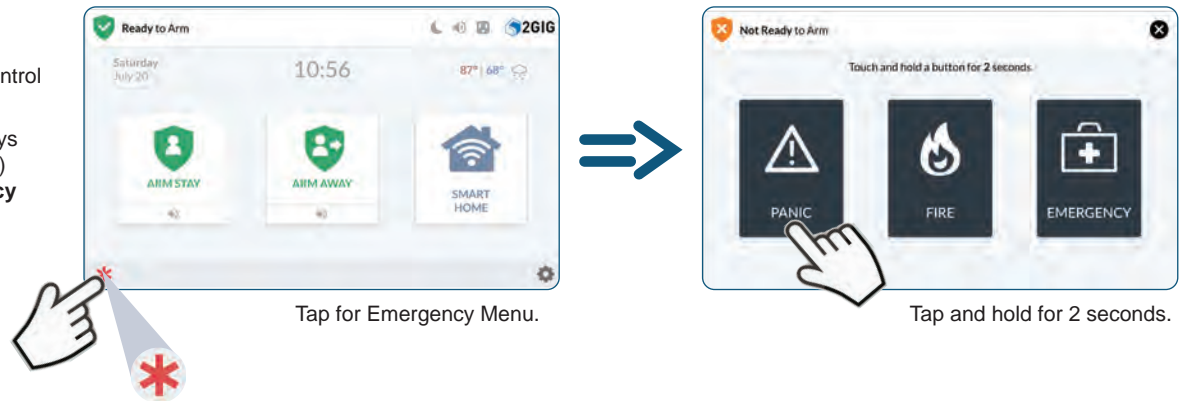 ntrol
ys
)
cy
Ready to Arm
2GIG
Saturday
July 20
10:56
87° | 68°
ARM STAY
ARM AWAY
SMART
HOME
Tap for Emergency Menu.
Not Ready to Arm
Touch and hold a button for 2 seconds.
PANIC
FIRE
EMERGENCY
Tap and hold for 2 seconds.